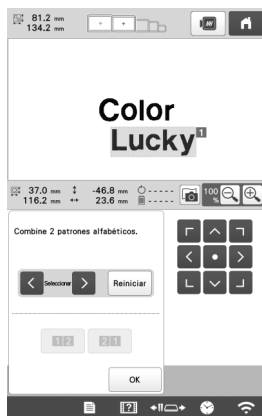 81.2 mm
134.2 mm
Color
Lucky 1
37.0 mm -46.8 mm -----
116.2 mm 23.6 mm -----
100 %
Combine 2 patrones alfabéticos.
Seleccionar
Reiniciar
1 2 2 1
OK